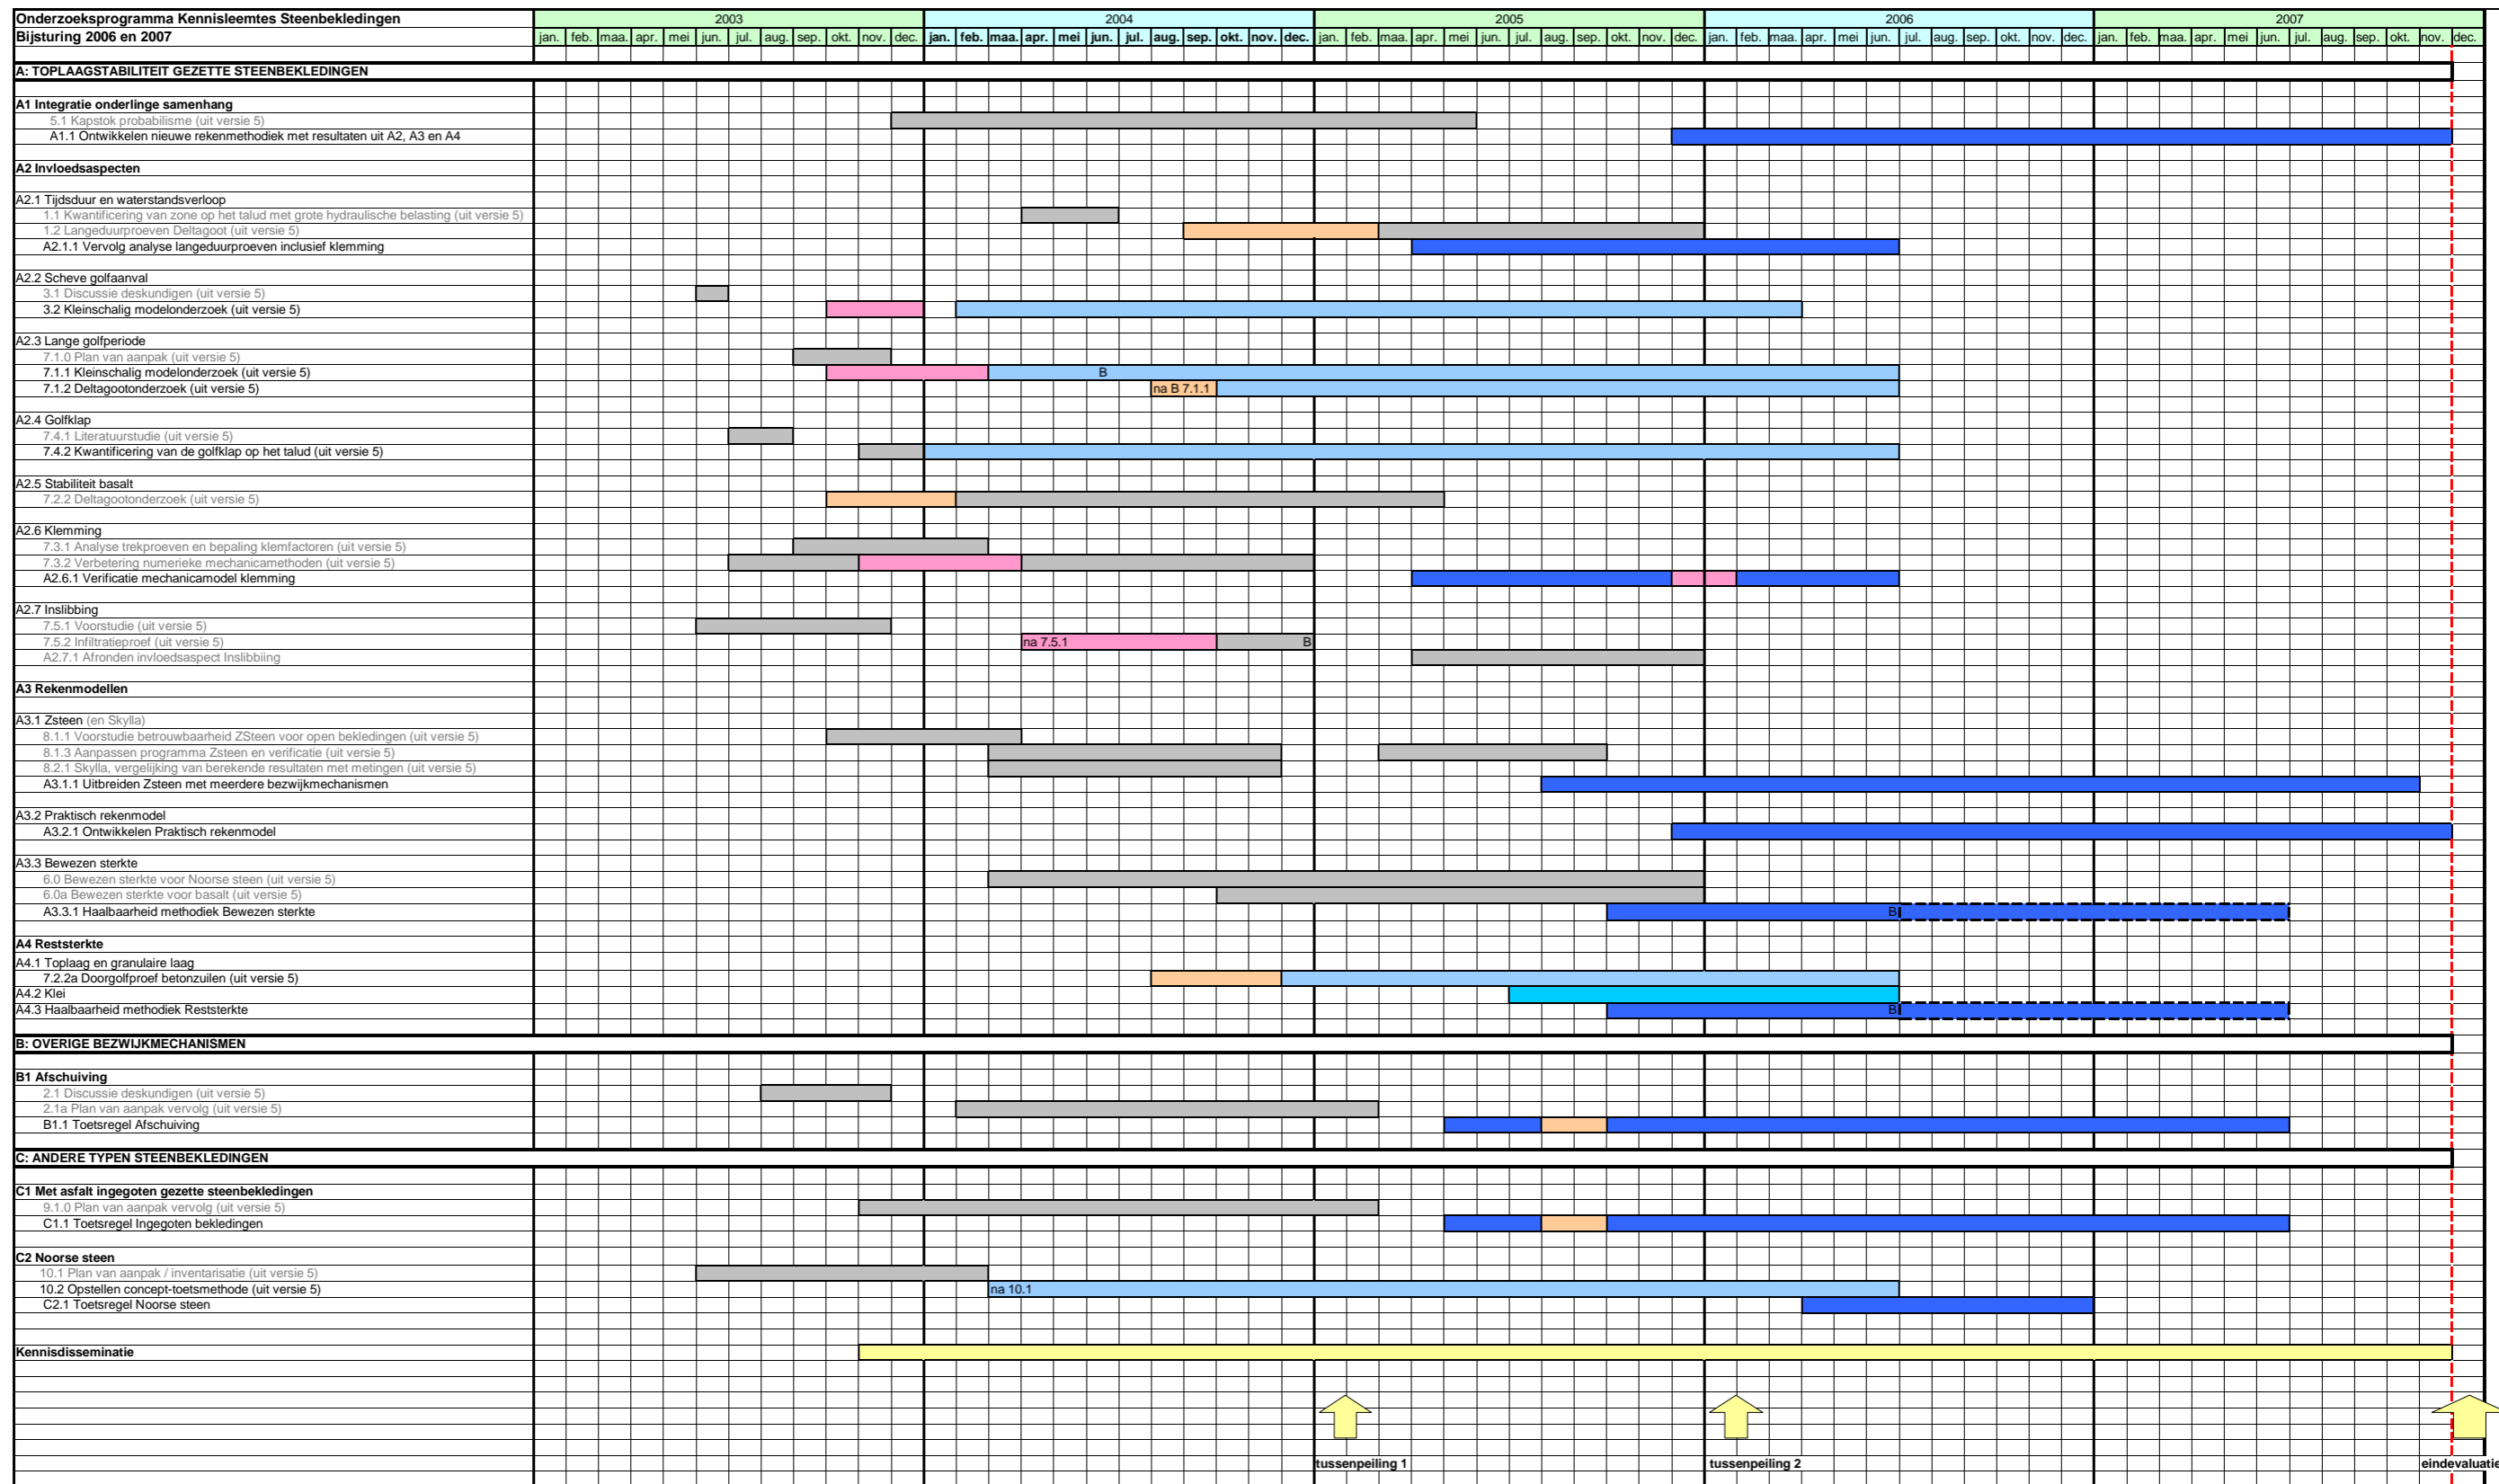 Onderzoeksprogramma Kennisleemtes Steenbekledingen
2003 2004 2005 2006 2007
Bijsturing 2006 en 2007
jan. feb. maa. apr. mei jun. jul. aug. sep. okt. nov. dec. jan. feb. maa. apr. mei jun. jul. aug. sep. okt. nov. dec. jan. feb. maa. apr. mei jun. jul. aug. sep. okt. nov. dec. jan. feb. maa. apr. mei jun. jul. aug. sep. okt. nov. dec. jan. feb. maa. apr. mei jun. jul. aug. sep. okt. nov. dec.
A: TOPLAAGSTABILITEIT GEZETTE STEENBEKLEDINGEN
A1 Integratie onderlinge samenhang
5.1 Kapstok probabilisme (uit versie 5)
A1.1 Ontwikkelen nieuwe rekenmethodiek met resultaten uit A2, A3 en A4
A2 Invloedsaspecten
A2.1 Tijdsduur en waterstandsverloop
1.1 Kwantificering van zone op het talud met grote hydraulische belasting (uit versie 5)
1.2 Langeduurproeven Deltagoot (uit versie 5)
A2.1.1 Vervolg analyse langeduurproeven inclusief klemming
A2.2 Scheve golfaanval
3.1 Discussie deskundigen (uit versie 5)
3.2 Kleinschalig modelonderzoek (uit versie 5)
A2.3 Lange golfperiode
7.1.0 Plan van aanpak (uit versie 5)
7.1.1 Kleinschalig modelonderzoek (uit versie 5) B
7.1.2 Deltagootonderzoek (uit versie 5) na B 7.1.1
A2.4 Golfklap
7.4.1 Literatuurstudie (uit versie 5)
7.4.2 Kwantificering van de golfklap op het talud (uit versie 5)
A2.5 Stabiliteit basalt
7.2.2 Deltagootonderzoek (uit versie 5)
A2.6 Klemming
7.3.1 Analyse trekproeven en bepaling klemfactoren (uit versie 5)
7.3.2 Verbetering numerieke mechanicamethoden (uit versie 5)
A2.6.1 Verificatie mechanicamodel klemming
A2.7 Inslibbing
7.5.1 Voorstudie (uit versie 5)
7.5.2 Infiltratieproef (uit versie 5) na 7.5.1 B
A2.7.1 Afronden invloedsaspect Inslibbiing
A3 Rekenmodellen
A3.1 Zsteen (en Skylla)
8.1.1 Voorstudie betrouwbaarheid ZSteen voor open bekledingen (uit versie 5)
8.1.3 Aanpassen programma Zsteen en verificatie (uit versie 5)
8.2.1 Skylla, vergelijking van berekende resultaten met metingen (uit versie 5)
A3.1.1 Uitbreiden Zsteen met meerdere bezwijkmechanismen
A3.2 Praktisch rekenmodel
A3.2.1 Ontwikkelen Praktisch rekenmodel
A3.3 Bewezen sterkte
6.0 Bewezen sterkte voor Noorse steen (uit versie 5)
6.0a Bewezen sterkte voor basalt (uit versie 5)
A3.3.1 Haalbaarheid methodiek Bewezen sterkte B
A4 Reststerkte
A4.1 Toplaag en granulaire laag
7.2.2a Doorgolfproef betonzuilen (uit versie 5)
A4.2 Klei
A4.3 Haalbaarheid methodiek Reststerkte B
B: OVERIGE BEZWIJKMECHANISMEN
B1 Afschuiving
2.1 Discussie deskundigen (uit versie 5)
2.1a Plan van aanpak vervolg (uit versie 5)
B1.1 Toetsregel Afschuiving
C: ANDERE TYPEN STEENBEKLEDINGEN
C1 Met asfalt ingegoten gezette steenbekledingen
9.1.0 Plan van aanpak vervolg (uit versie 5)
C1.1 Toetsregel Ingegoten bekledingen
C2 Noorse steen
10.1 Plan van aanpak / inventarisatie (uit versie 5)
10.2 Opstellen concept-toetsmethode (uit versie 5) na 10.1
C2.1 Toetsregel Noorse steen
Kennisdisseminatie
tussenpeiling 1 tussenpeiling 2 eindevaluatie